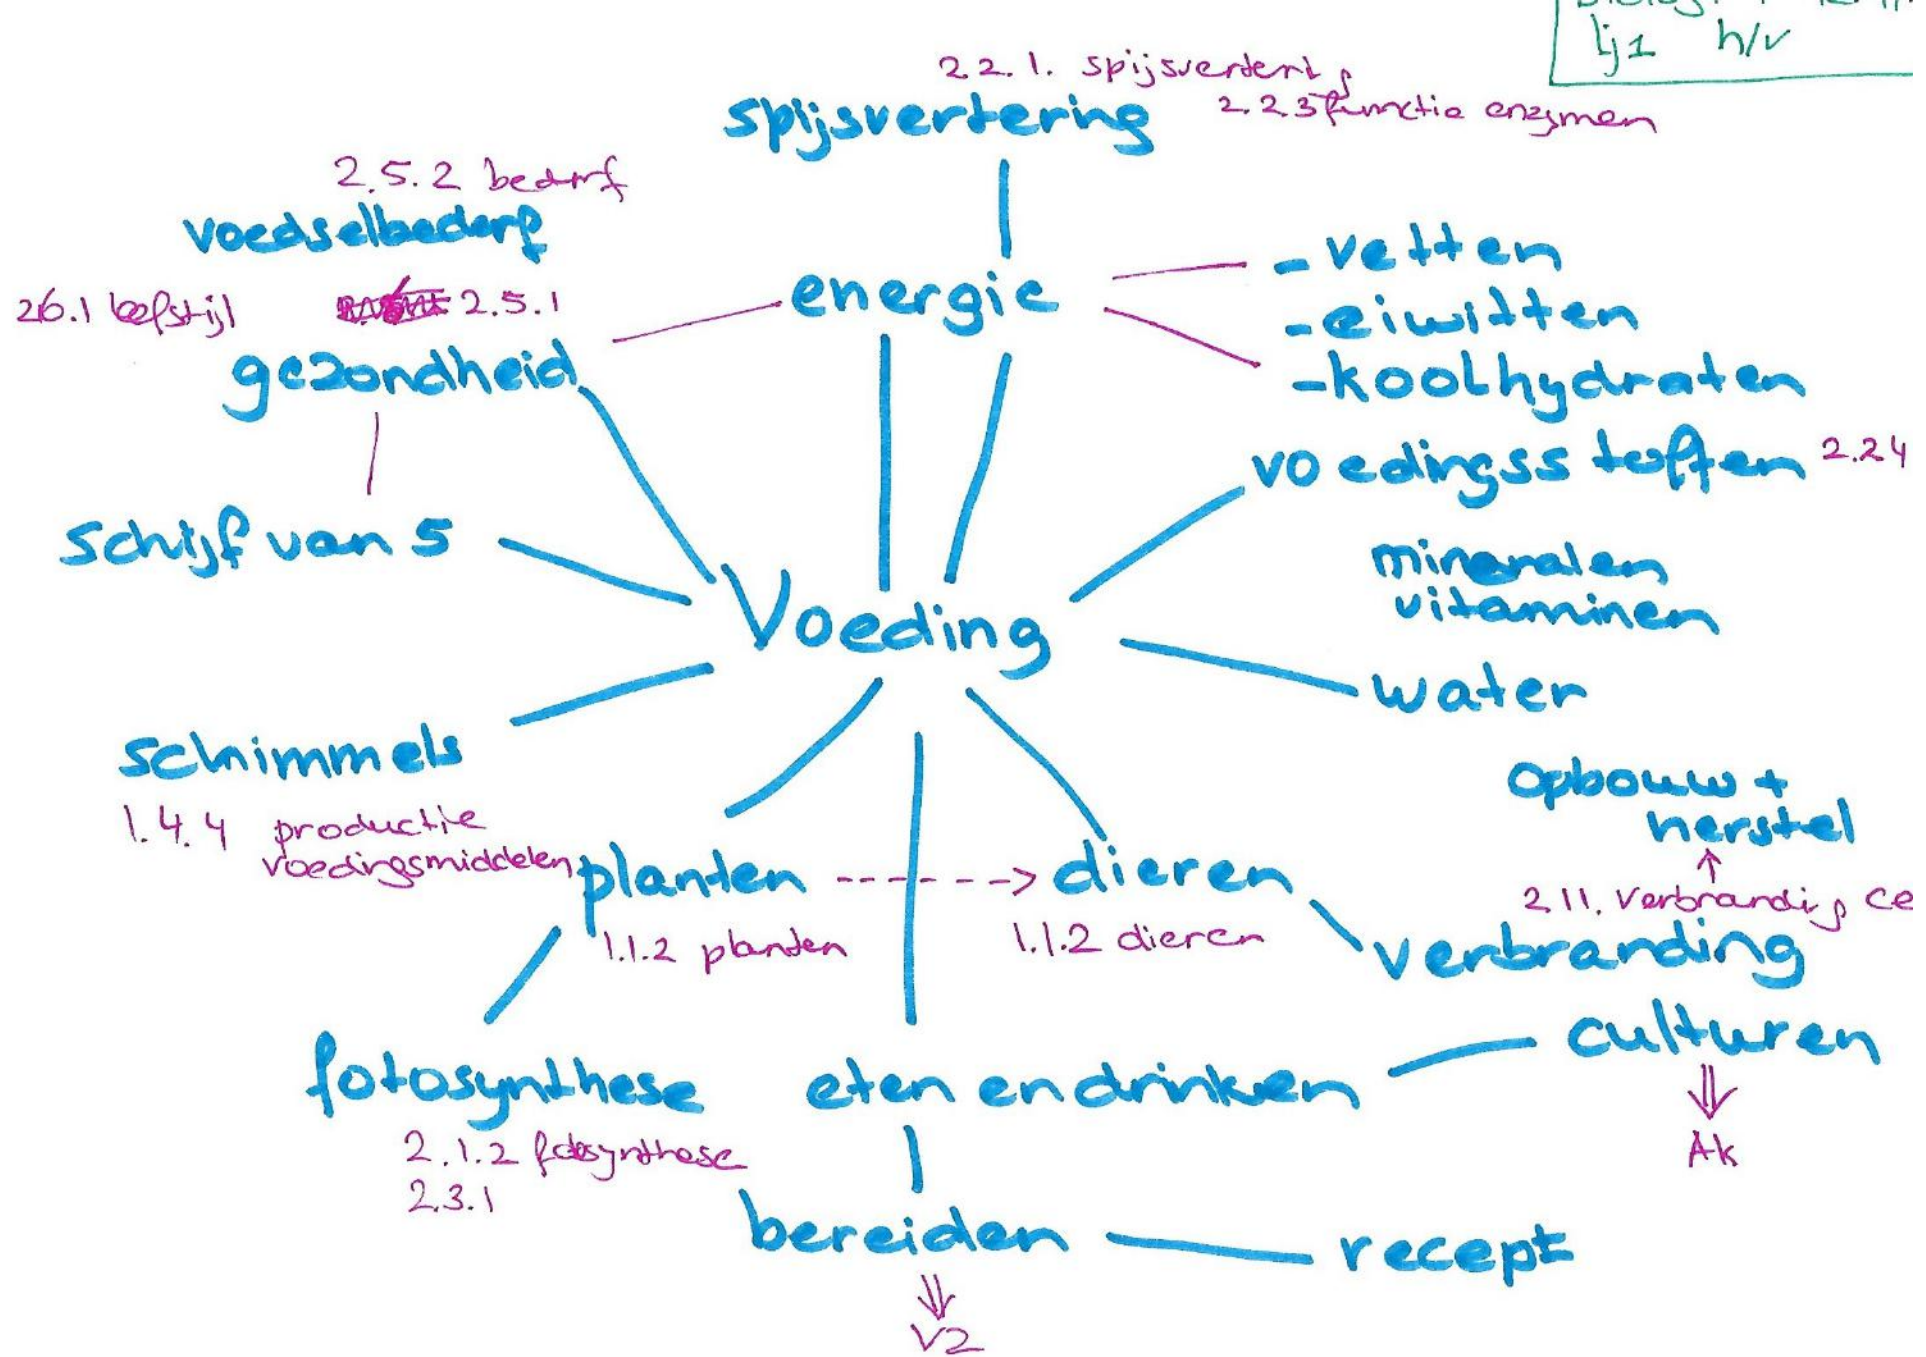 lj1 h/v
2.2.1. spijsvertering
spijsvertering
2.2.3 functie enzymen
2.5.2 bederf
voedselbederf
2.6.1 leefstijl
2.5.1
gezondheid
energie
- vetten
- eiwitten
- koolhydraten
voedingsstoffen 2.2.4
mineralen
vitaminen
schijf van 5
Voeding
water
schimmels
1.4.4 productie
voedingsmiddelen
opbouw +
herstel
planten
dieren
1.1.2 planten
1.1.2 dieren
2.1.1. verbranding
verbranding
culturen
Ak
fotosynthese
2.1.2 fotosynthese
2.3.1
eten en drinken
bereiden
recept
V2